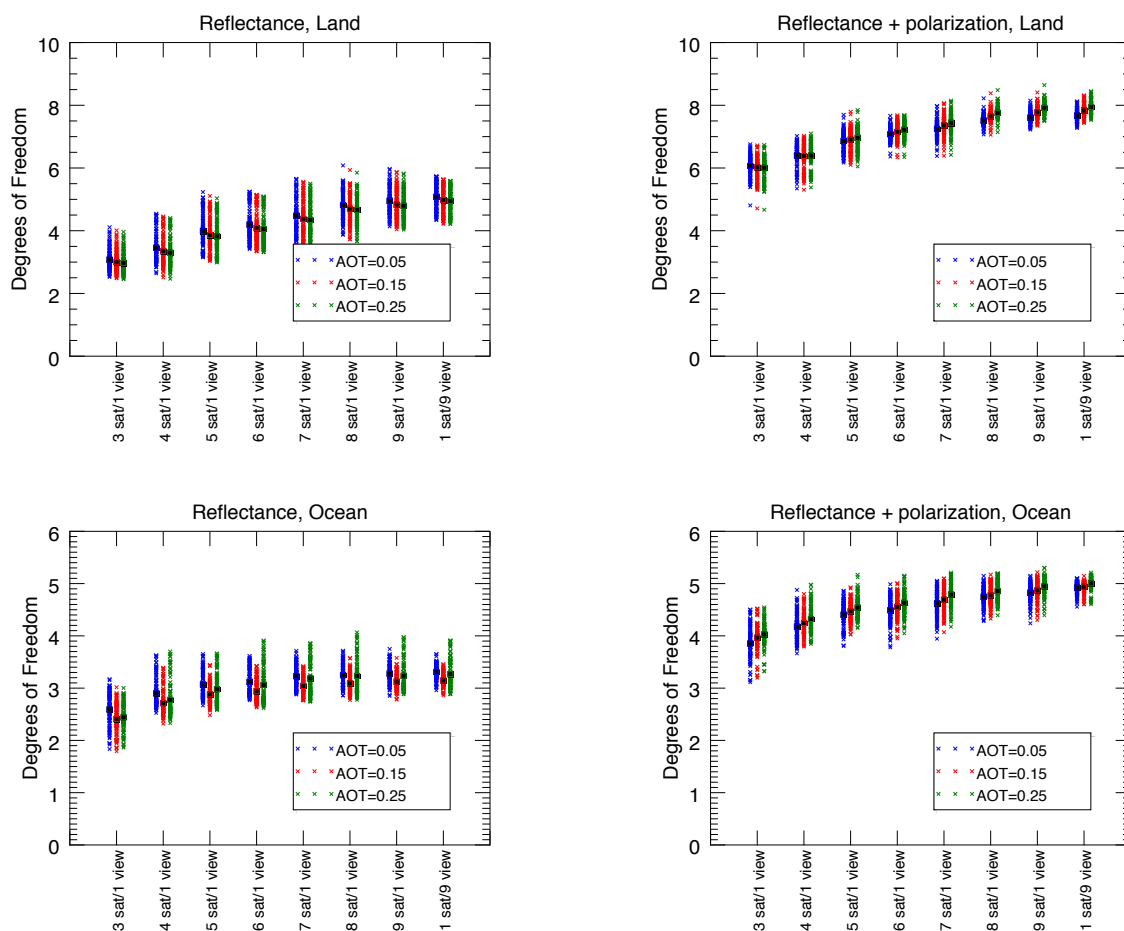 Reflectance, Land
10
8
6
4
2
0
Degrees of Freedom
AOT=0.05
AOT=0.15
AOT=0.25
3 sat/1 view
4 sat/1 view
5 sat/1 view
6 sat/1 view
7 sat/1 view
8 sat/1 view
9 sat/1 view
1 sat/9 view
Reflectance + polarization, Land
10
8
6
4
2
0
Degrees of Freedom
AOT=0.05
AOT=0.15
AOT=0.25
3 sat/1 view
4 sat/1 view
5 sat/1 view
6 sat/1 view
7 sat/1 view
8 sat/1 view
9 sat/1 view
1 sat/9 view
Reflectance, Ocean
6
5
4
3
2
1
0
Degrees of Freedom
AOT=0.05
AOT=0.15
AOT=0.25
3 sat/1 view
4 sat/1 view
5 sat/1 view
6 sat/1 view
7 sat/1 view
8 sat/1 view
9 sat/1 view
1 sat/9 view
Reflectance + polarization, Ocean
6
5
4
3
2
1
0
Degrees of Freedom
AOT=0.05
AOT=0.15
AOT=0.25
3 sat/1 view
4 sat/1 view
5 sat/1 view
6 sat/1 view
7 sat/1 view
8 sat/1 view
9 sat/1 view
1 sat/9 view